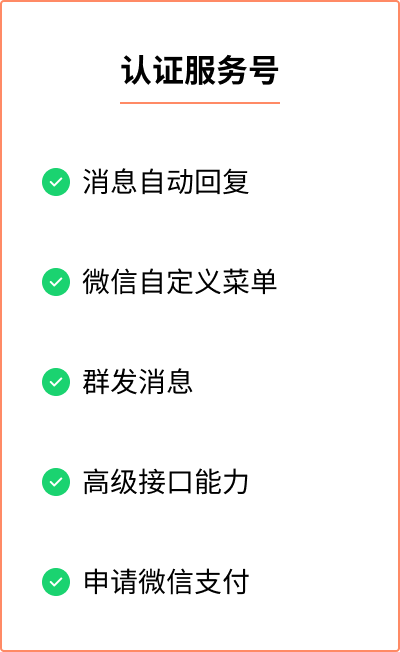 认证服务号
消息自动回复
微信自定义菜单
群发消息
高级接口能力
申请微信支付